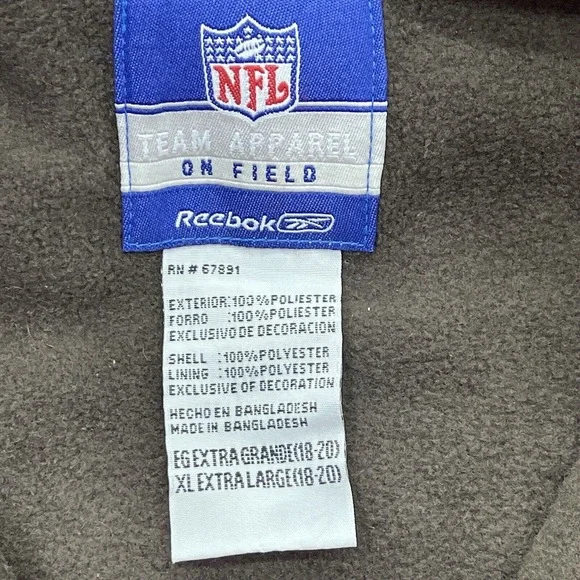 NFL
TEAM APPAREL
ON FIELD
Reebok
RN # 67891
EXTERIOR:100%POLIESTER
FORRO :100%POLIESTER
EXCLUSIVO DE DECORACION
SHELL :100%POLYESTER
LINING :100%POLYESTER
EXCLUSIVE OF DECORATION
HECHO EN BANGLADESH
MADE IN BANGLADESH
EG EXTRA GRANDE(18-20)
XL EXTRA LARGE(18-20)